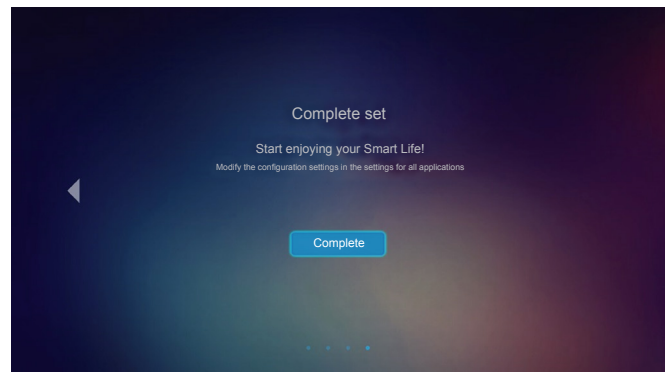 Complete set
Start enjoying your Smart Life!
Modify the configuration settings in the settings for all applications
Complete